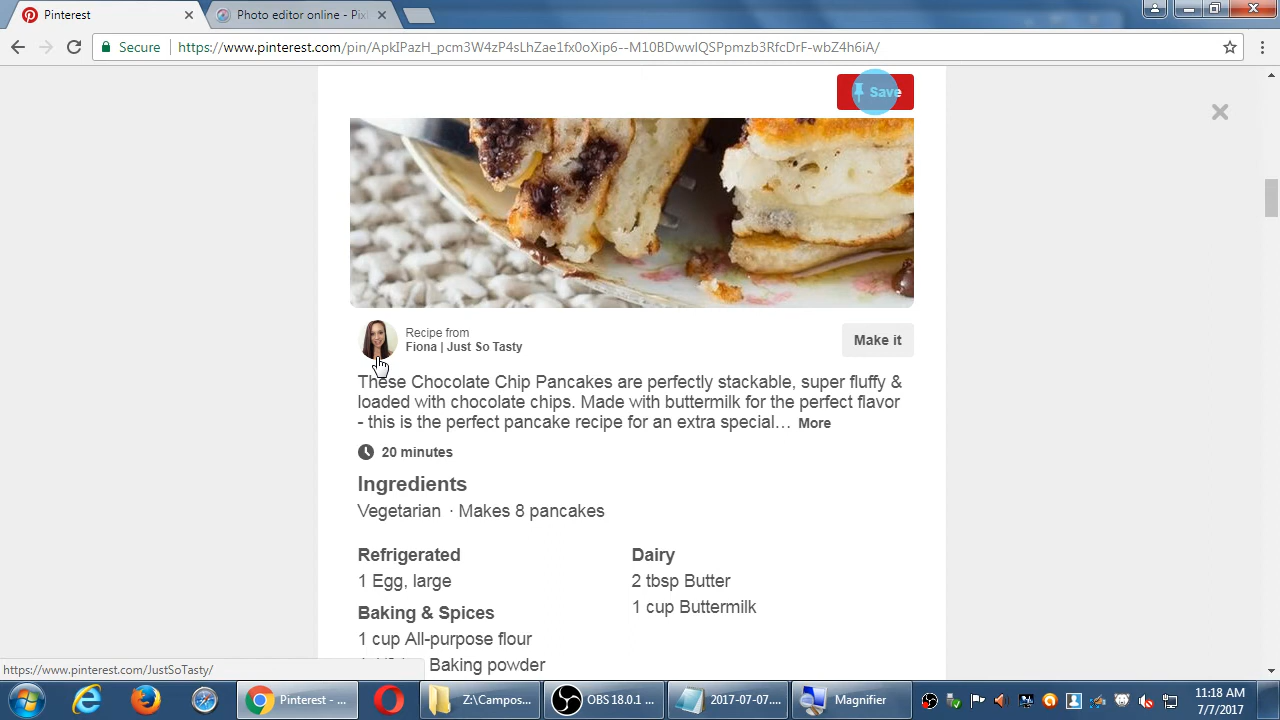 Pinterest
Photo editor online - Pixl
Secure
https://www.pinterest.com/pin/ApkIPazH_pcm3W4zP4sLhZae1fx0oXip6--M10BDwwlQSPpmzb3RfcDrF-wbZ4h6iA/
Save
Recipe from
Fiona | Just So Tasty
Make it
These Chocolate Chip Pancakes are perfectly stackable, super fluffy &
loaded with chocolate chips. Made with buttermilk for the perfect flavor
- this is the perfect pancake recipe for an extra special… More
20 minutes
Ingredients
Vegetarian · Makes 8 pancakes
Refrigerated
1 Egg, large
Baking & Spices
1 cup All-purpose flour
Baking powder
Dairy
2 tbsp Butter
1 cup Buttermilk
https://www.pinterest.com/JustSoTasty/
Pinterest - ...
Z:\Campos...
OBS 18.0.1 ...
2017-07-07....
Magnifier
11:18 AM
7/7/2017